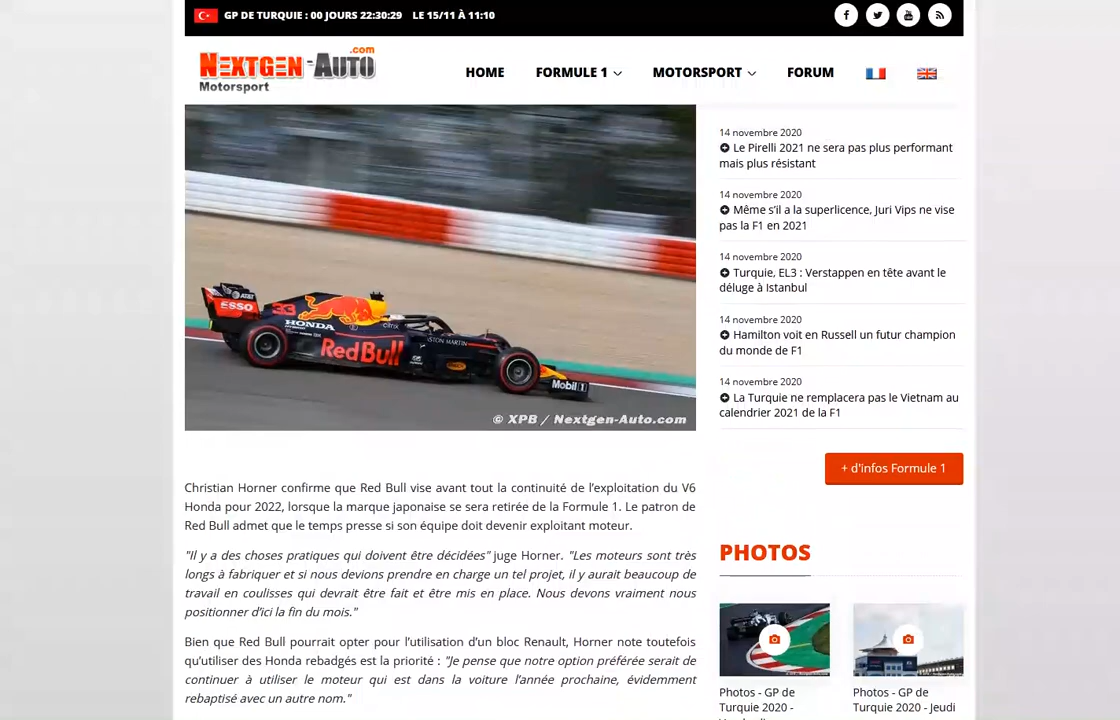 GP DE TURQUIE : 00 JOURS 22:30:29 LE 15/11 À 11:10
NEXTGEN-AUTO.com
Motorsport
HOME FORMULE 1 MOTORSPORT FORUM
14 novembre 2020
Le Pirelli 2021 ne sera pas plus performant
mais plus résistant
14 novembre 2020
Même s'il a la superlicence, Juri Vips ne vise
pas la F1 en 2021
14 novembre 2020
Turquie, EL3 : Verstappen en tête avant le
déluge à Istanbul
14 novembre 2020
Hamilton voit en Russell un futur champion
du monde de F1
14 novembre 2020
La Turquie ne remplacera pas le Vietnam au
calendrier 2021 de la F1
+ d'infos Formule 1
AT&T
ESSO
33
HONDA
citrix
Red Bull
ASTON MARTIN
Mobil 1
© XPB / Nextgen-Auto.com
Christian Horner confirme que Red Bull vise avant tout la continuité de l'exploitation du V6
Honda pour 2022, lorsque la marque japonaise se sera retirée de la Formule 1. Le patron de
Red Bull admet que le temps presse si son équipe doit devenir exploitant moteur.
"Il y a des choses pratiques qui doivent être décidées" juge Horner. "Les moteurs sont très
longs à fabriquer et si nous devions prendre en charge un tel projet, il y aurait beaucoup de
travail en coulisses qui devrait être fait et être mis en place. Nous devons vraiment nous
positionner d'ici la fin du mois."
Bien que Red Bull pourrait opter pour l'utilisation d'un bloc Renault, Horner note toutefois
qu'utiliser des Honda rebadgés est la priorité : "Je pense que notre option préférée serait de
continuer à utiliser le moteur qui est dans la voiture l'année prochaine, évidemment
rebaptisé avec un autre nom."
PHOTOS
Photos - GP de
Turquie 2020 -
Photos - GP de
Turquie 2020 - Jeudi